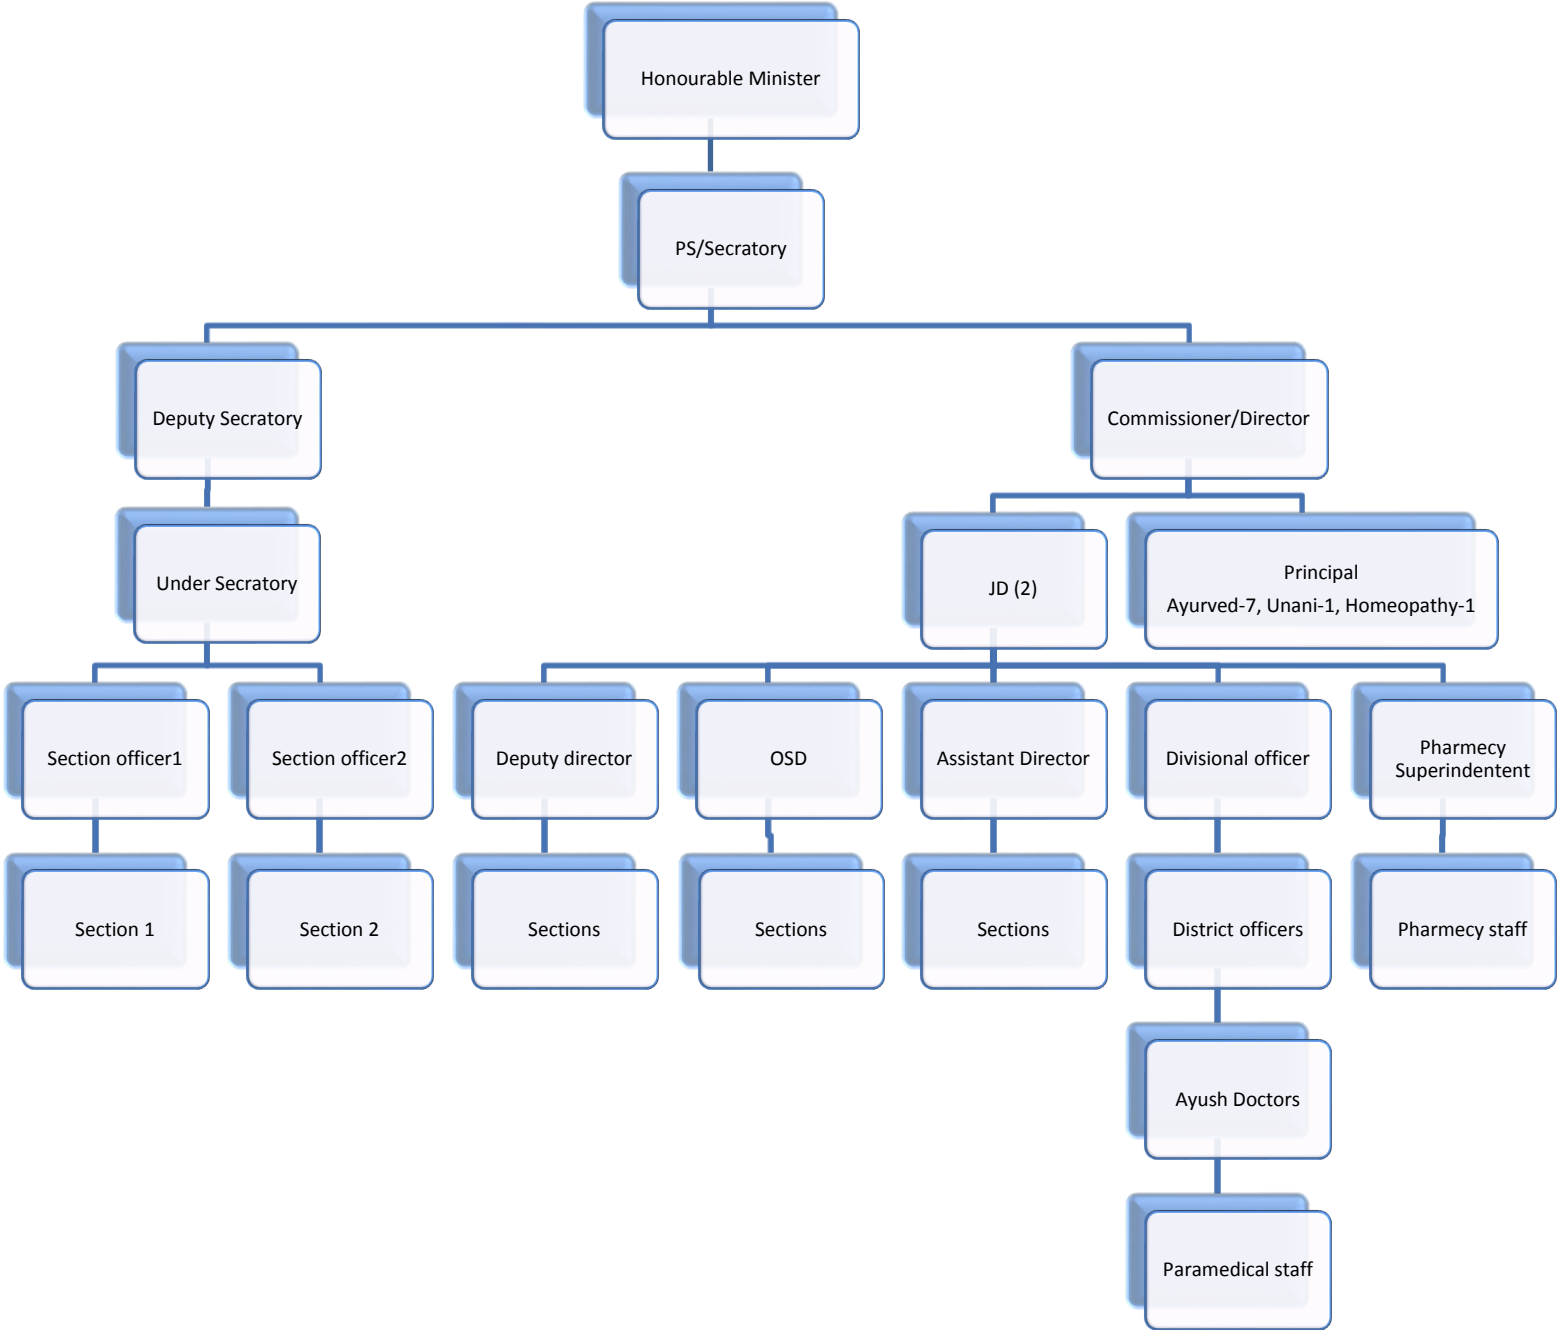 Honourable Minister
PS/Secratory
Deputy Secratory
Commissioner/Director
Under Secratory
JD (2)
Principal
Ayurved-7, Unani-1, Homeopathy-1
Section officer1
Section officer2
Deputy director
OSD
Assistant Director
Divisional officer
Pharmecy
Superindentent
Section 1
Section 2
Sections
Sections
Sections
District officers
Pharmecy staff
Ayush Doctors
Paramedical staff